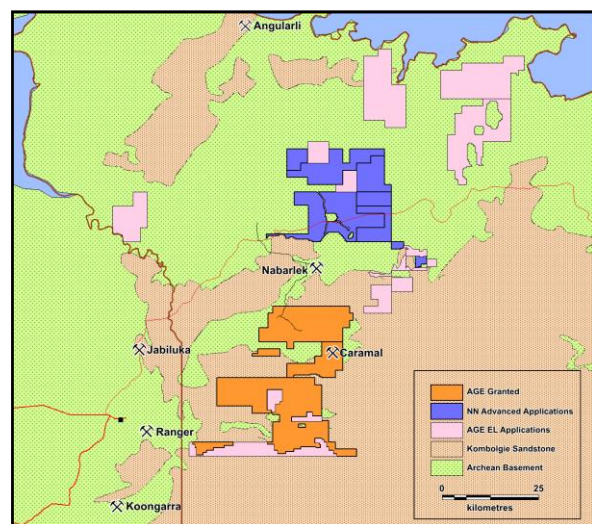 Angularli
Nabarlek
Jabiluka
Caramal
Ranger
Koongarra
AGE Granted
NN Advanced Applications
AGE EL Applications
Kombolgie Sandstone
Archean Basement
0 25
kilometres